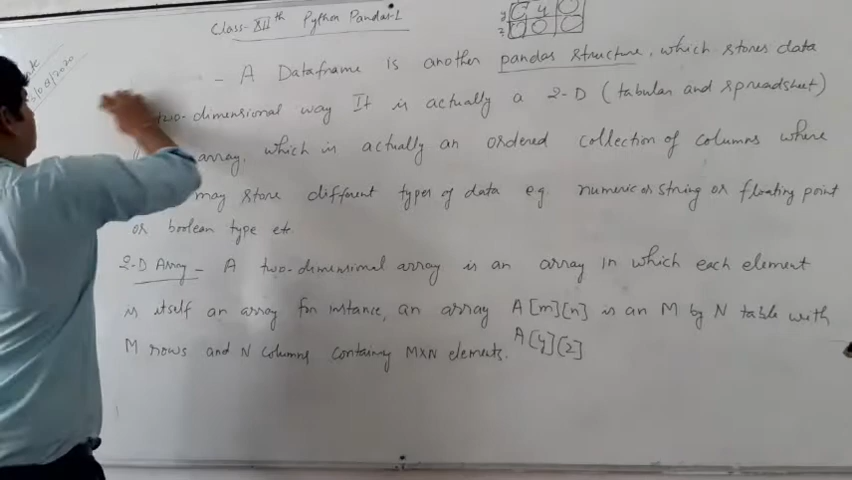 Class-XIIth Python Pandas-1
- A Dataframe is another pandas structure, which stores data
two-dimensional way It is actually a 2-D (tabular and spreadsheet)
array, which is actually an ordered collection of columns where
may store different types of data e.g. numeric or string or floating point
or boolean type etc
2-D Array - A two-dimensional array is an array in which each element
is itself an array for instance, an array A[m][n] is an M by N table with
M rows and N columns containing MXN elements. A[y][2]